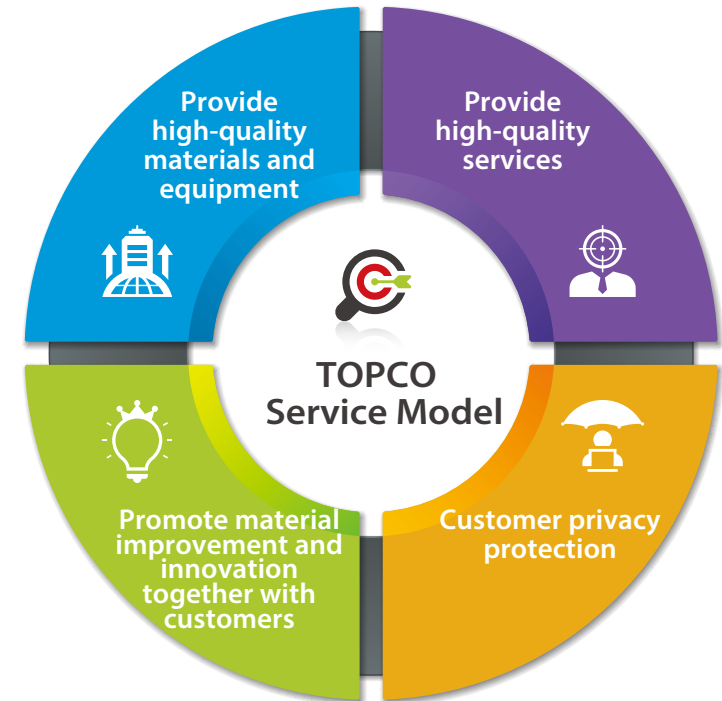 Provide
high-quality
materials and
equipment
Provide
high-quality
services
TOPCO
Service Model
Promote material
improvement and
innovation
together with
customers
Customer privacy
protection